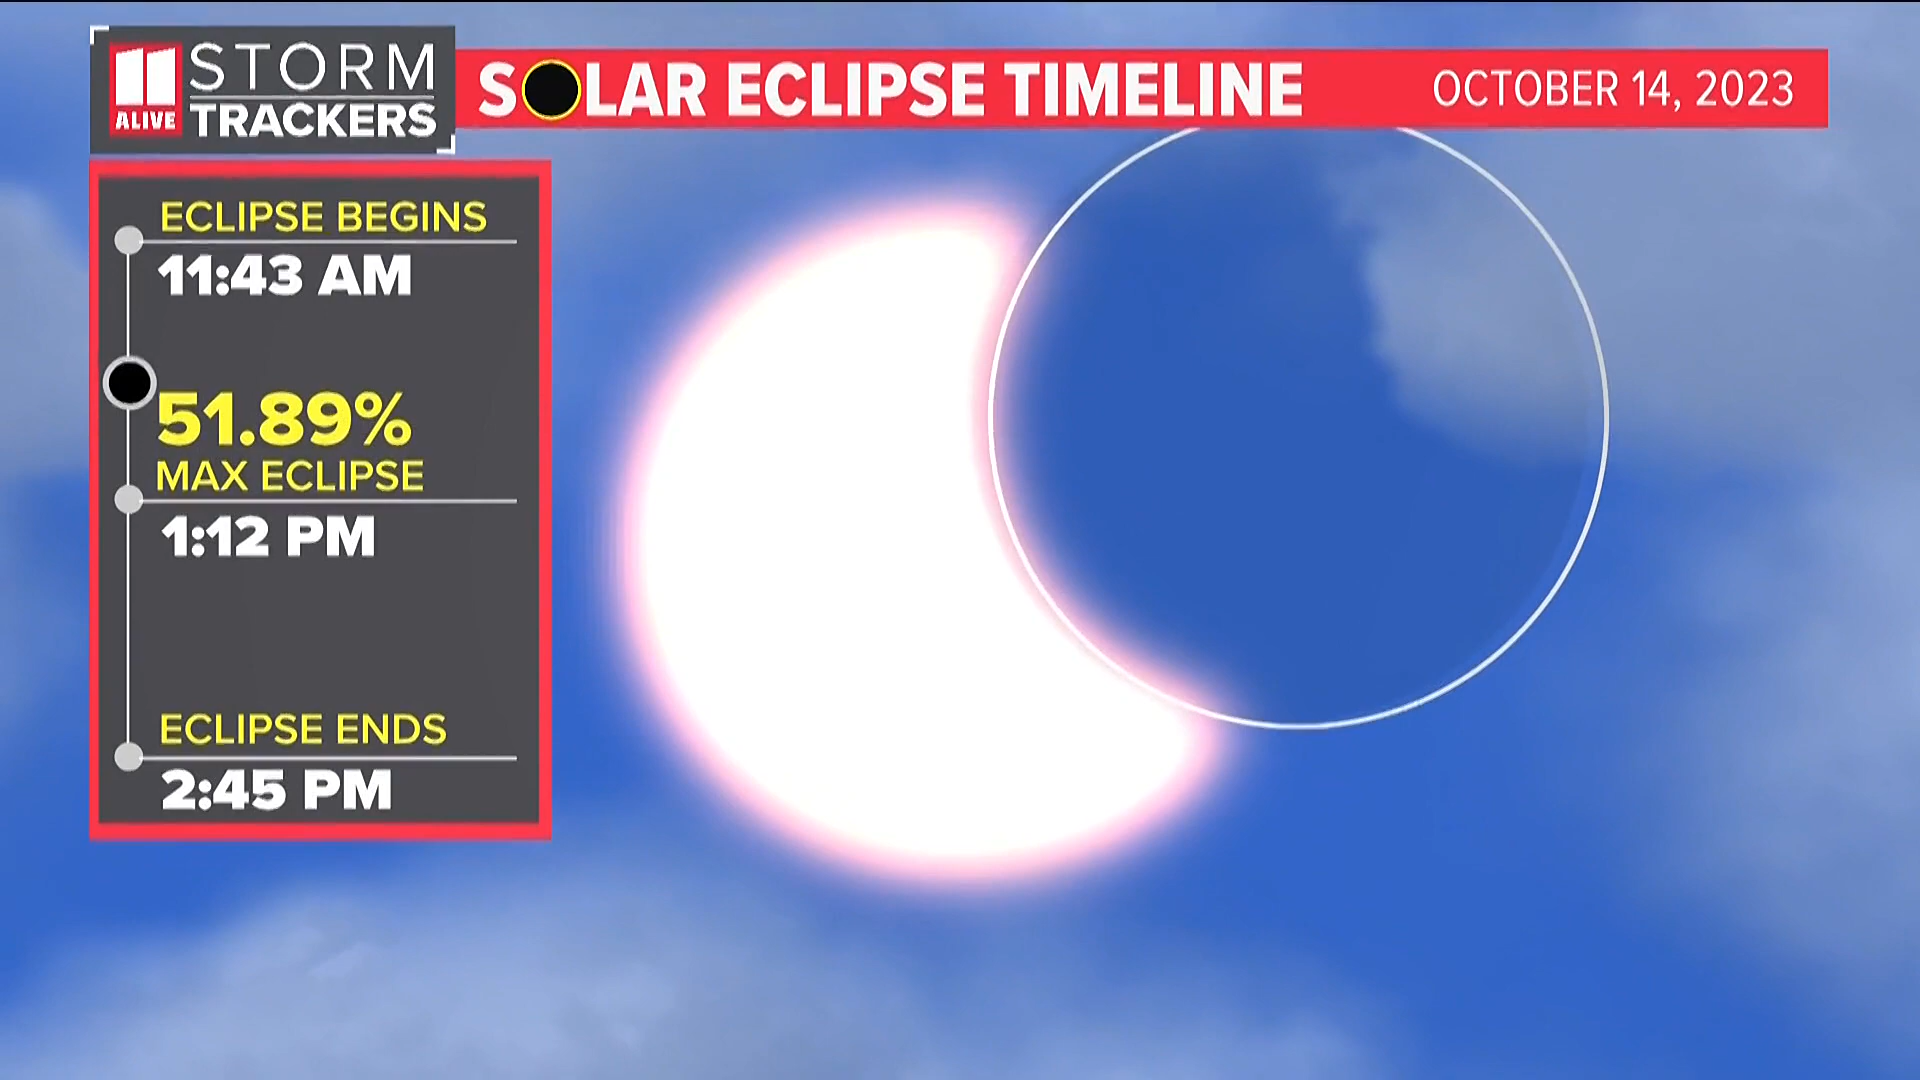 11 ALIVE
STORM
TRACKERS
SOLAR ECLIPSE TIMELINE
OCTOBER 14, 2023
ECLIPSE BEGINS
11:43 AM
51.89%
MAX ECLIPSE
1:12 PM
ECLIPSE ENDS
2:45 PM